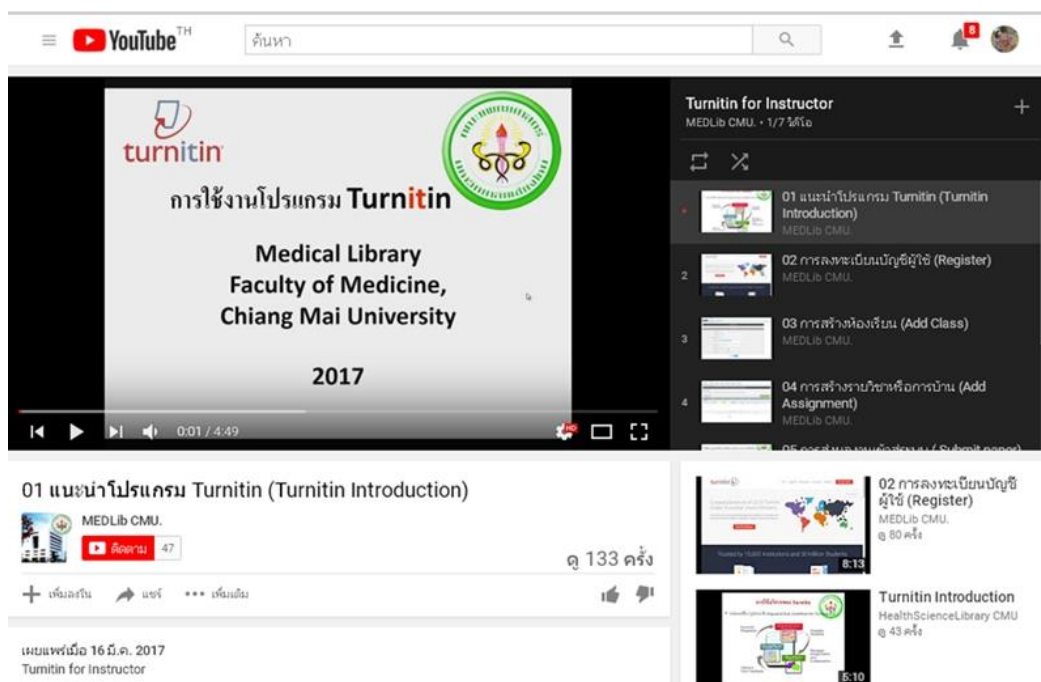 YouTube TH
ค้นหา
8
turnitin
การใช้งานโปรแกรม Turnitin
Medical Library
Faculty of Medicine,
Chiang Mai University
2017
0:01 / 4:49
HD
Turnitin for Instructor
MEDLib CMU. • 1/7 วิดีโอ
01 แนะนำโปรแกรม Turnitin (Turnitin
Introduction)
MEDLib CMU.
2
02 การลงทะเบียนบัญชีผู้ใช้ (Register)
MEDLib CMU.
3
03 การสร้างห้องเรียน (Add Class)
MEDLib CMU.
4
04 การสร้างรายวิชาหรือการบ้าน (Add
Assignment)
MEDLib CMU.
01 แนะนำโปรแกรม Turnitin (Turnitin Introduction)
MEDLib CMU.
ติดตาม 47
ดู 133 ครั้ง
เพิ่มลงใน แชร์ เพิ่มเติม
เผยแพร่เมื่อ 16 มี.ค. 2017
Turnitin for Instructor
02 การลงทะเบียนบัญชี
ผู้ใช้ (Register)
MEDLib CMU.
ดู 80 ครั้ง
8:13
Turnitin Introduction
HealthScienceLibrary CMU
ดู 43 ครั้ง
5:10